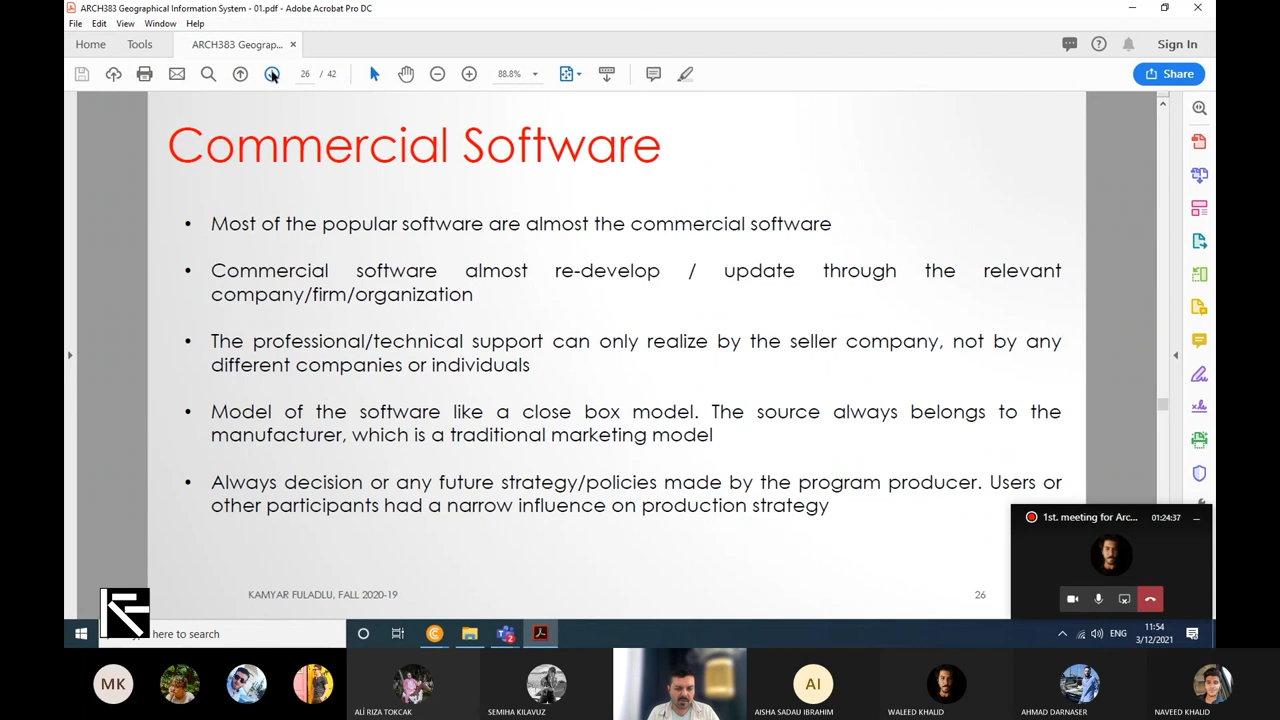 ARCH383 Geographical Information System - 01.pdf - Adobe Acrobat Pro DC
File Edit View Window Help
Home Tools ARCH383 Geograp... ×
Sign In
26 / 42
88.8%
Share
Commercial Software
• Most of the popular software are almost the commercial software
• Commercial software almost re-develop / update through the relevant
company/firm/organization
• The professional/technical support can only realize by the seller company, not by any
different companies or individuals
• Model of the software like a close box model. The source always belongs to the
manufacturer, which is a traditional marketing model
• Always decision or any future strategy/policies made by the program producer. Users or
other participants had a narrow influence on production strategy
KAMYAR FULADLU, FALL 2020-19
26
1st. meeting for Arc... 01:24:37
here to search
ENG
11:54
3/12/2021
MK
AI
ALİ RIZA TOKCAK
SEMIHA KILAVUZ
AISHA SADAU IBRAHIM
WALEED KHALID
AHMAD DARNASER
NAVEED KHALID